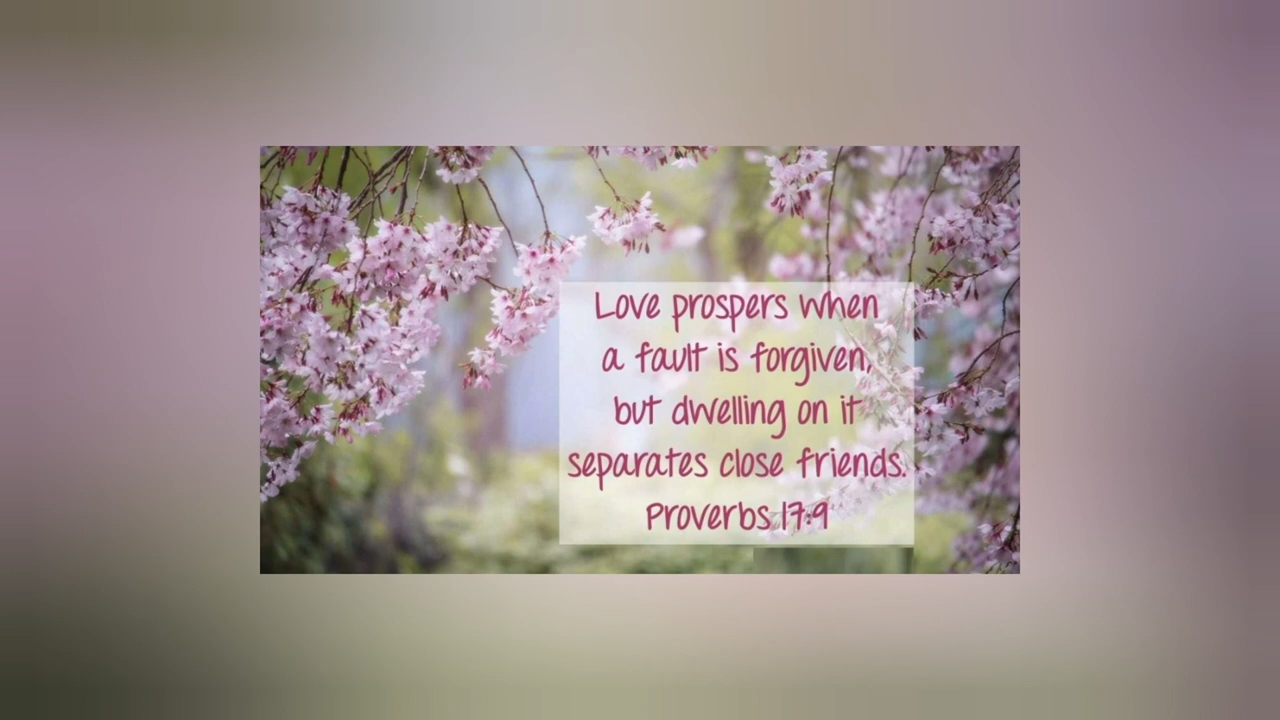 Love prospers when
a fault is forgiven,
but dwelling on it
separates close friends.
Proverbs 17:9